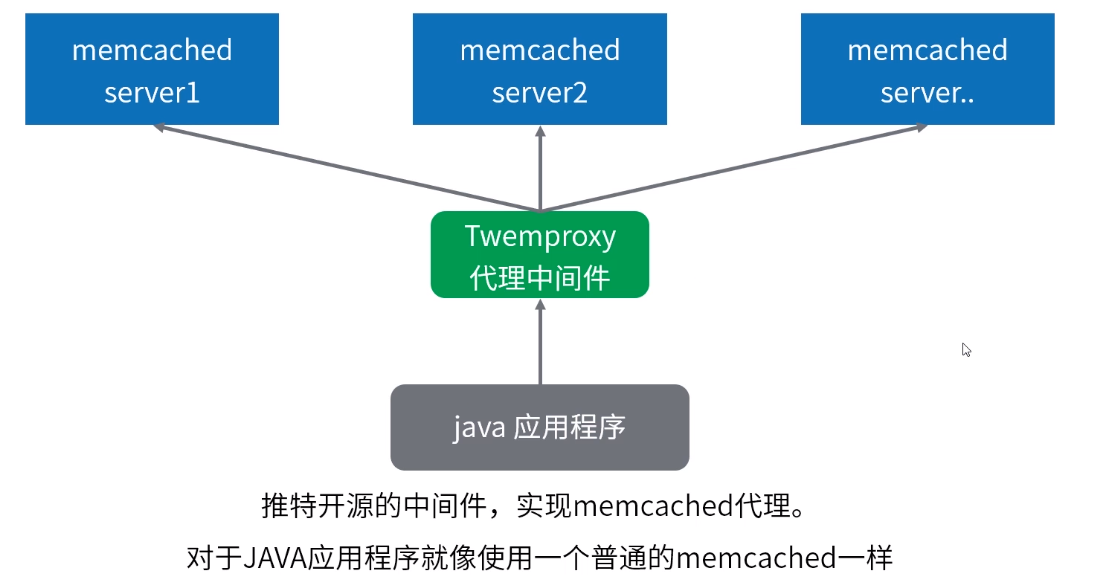 memcached
server1
memcached
server2
memcached
server..
Twemproxy
代理中间件
java 应用程序
推特开源的中间件，实现memcached代理。
对于JAVA应用程序就像使用一个普通的memcached一样